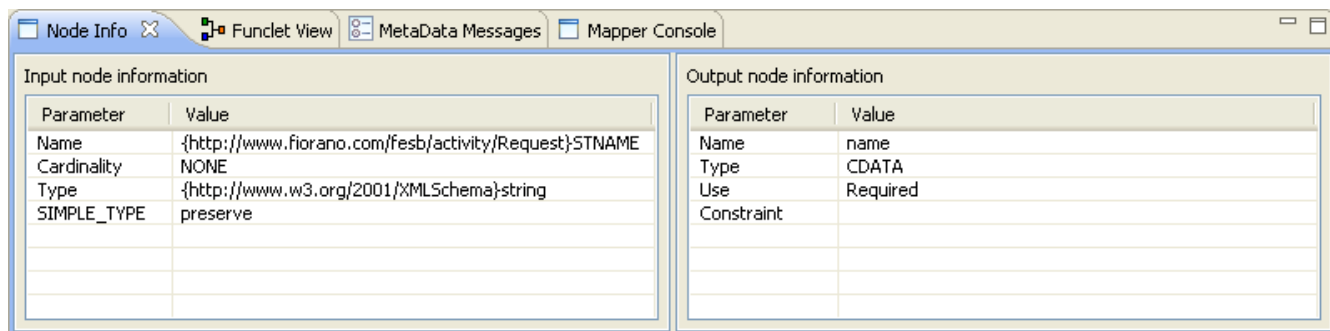 Node Info Funclet View MetaData Messages Mapper Console
Input node information
Parameter Value
Name {http://www.fiorano.com/fesb/activity/Request}STNAME
Cardinality NONE
Type {http://www.w3.org/2001/XMLSchema}string
SIMPLE_TYPE preserve
Output node information
Parameter Value
Name name
Type CDATA
Use Required
Constraint